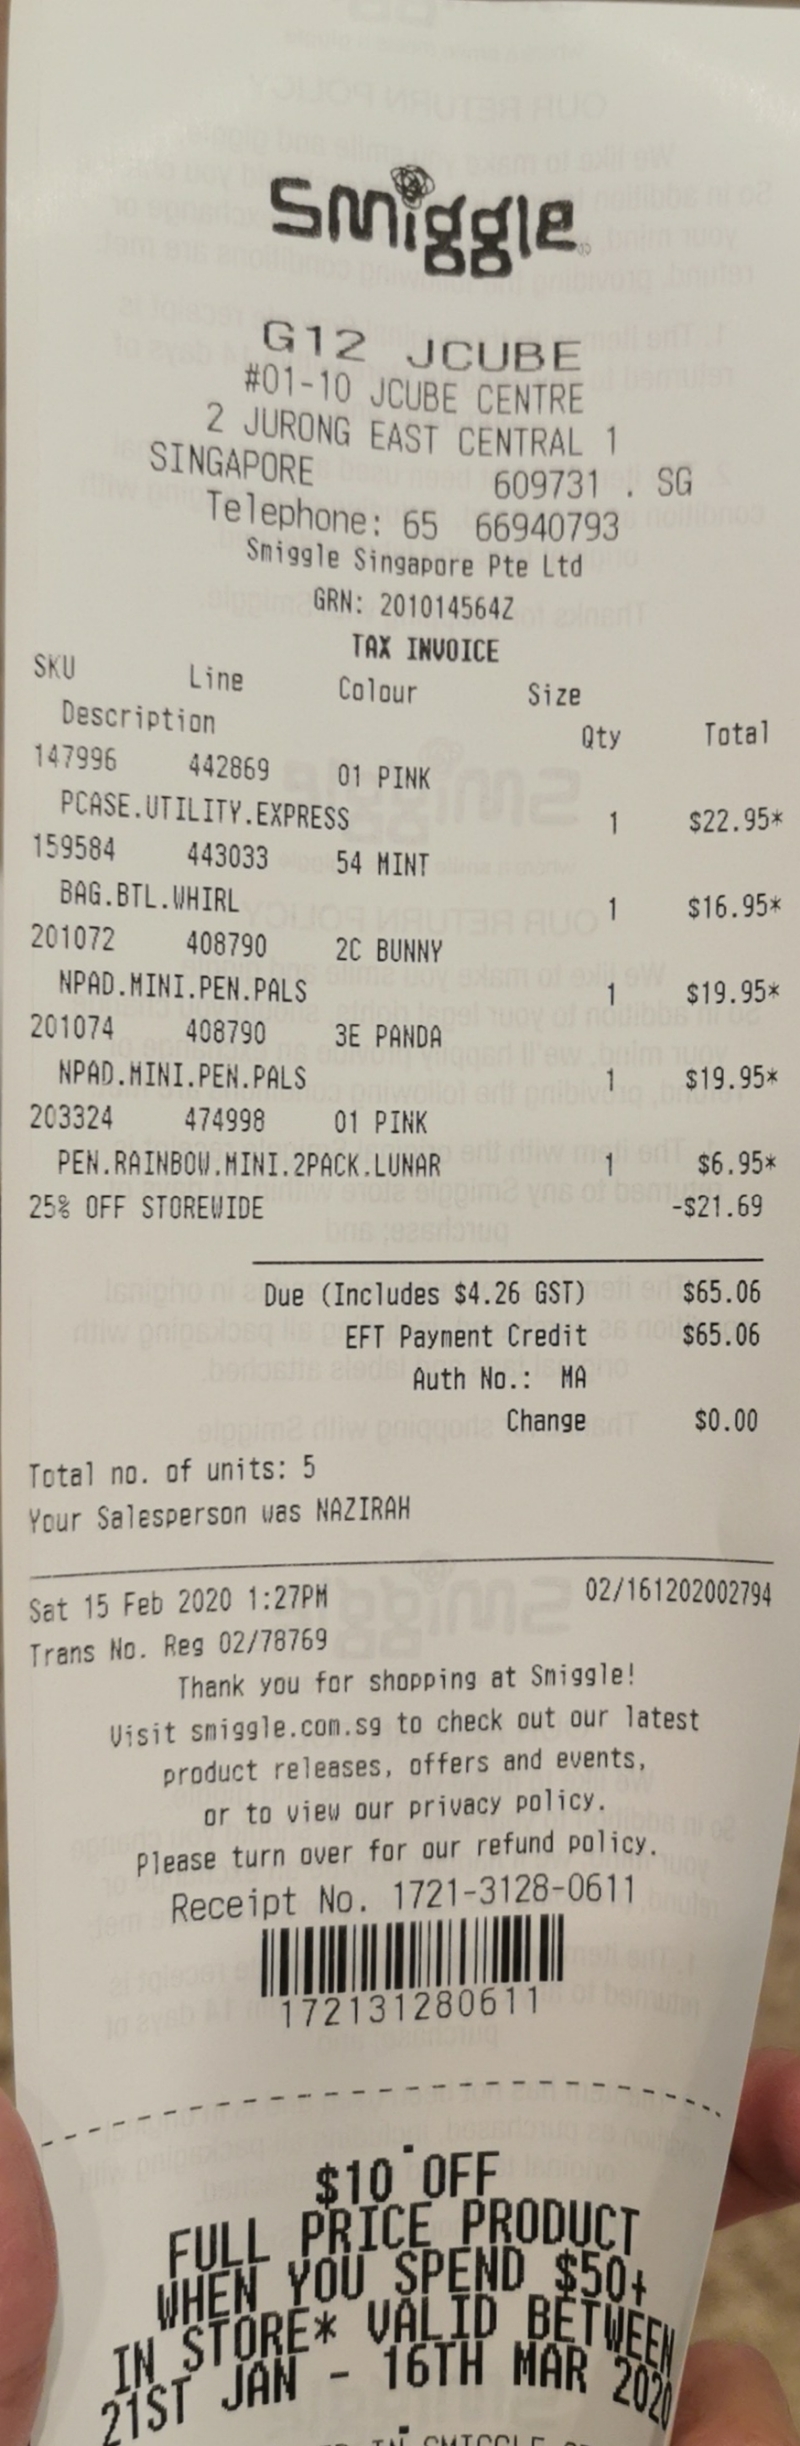 smiggle
G12 JCUBE
#01-10 JCUBE CENTRE
2 JURONG EAST CENTRAL 1
SINGAPORE 609731 . SG
Telephone: 65 66940793
Smiggle Singapore Pte Ltd
GRN: 201014564Z
TAX INVOICE
SKU Line Colour Size
Description Qty Total
147996 442869 01 PINK
PCASE.UTILITY.EXPRESS 1 $22.95*
159584 443033 54 MINT
BAG.BTL.WHIRL 1 $16.95*
201072 408790 2C BUNNY
NPAD.MINI.PEN.PALS 1 $19.95*
201074 408790 3E PANDA
NPAD.MINI.PEN.PALS 1 $19.95*
203324 474998 01 PINK
PEN.RAINBOW.MINI.2PACK.LUNAR 1 $6.95*
25% OFF STOREWIDE -$21.69
Due (Includes $4.26 GST) $65.06
EFT Payment Credit $65.06
Auth No.: MA
Change $0.00
Total no. of units: 5
Your Salesperson was NAZIRAH
Sat 15 Feb 2020 1:27PM 02/161202002794
Trans No. Reg 02/78769
Thank you for shopping at Smiggle!
Visit smiggle.com.sg to check out our latest
product releases, offers and events,
or to view our privacy policy.
Please turn over for our refund policy.
Receipt No. 1721-3128-0611
172131280611
$10 OFF
FULL PRICE PRODUCT
WHEN YOU SPEND $50+
IN STORE* VALID BETWEEN
21ST JAN - 16TH MAR 2020